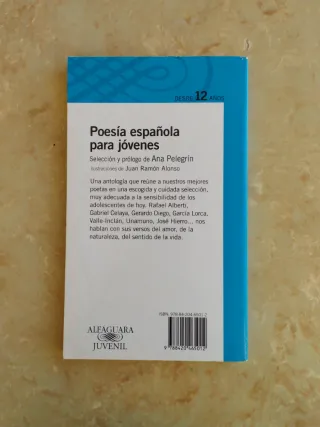 DESDE 12 AÑOS
Poesía española
para jóvenes
Selección y prólogo de Ana Pelegrín
Ilustraciones de Juan Ramón Alonso
Una antología que reúne a nuestros mejores
poetas en una escogida y cuidada selección,
muy adecuada a la sensibilidad de los
adolescentes de hoy. Rafael Alberti,
Gabriel Celaya, Gerardo Diego, García Lorca,
Valle-Inclán, Unamuno, José Hierro... nos
hablan con sus versos del amor, de la
naturaleza, del sentido de la vida.
ALFAGUARA
JUVENIL